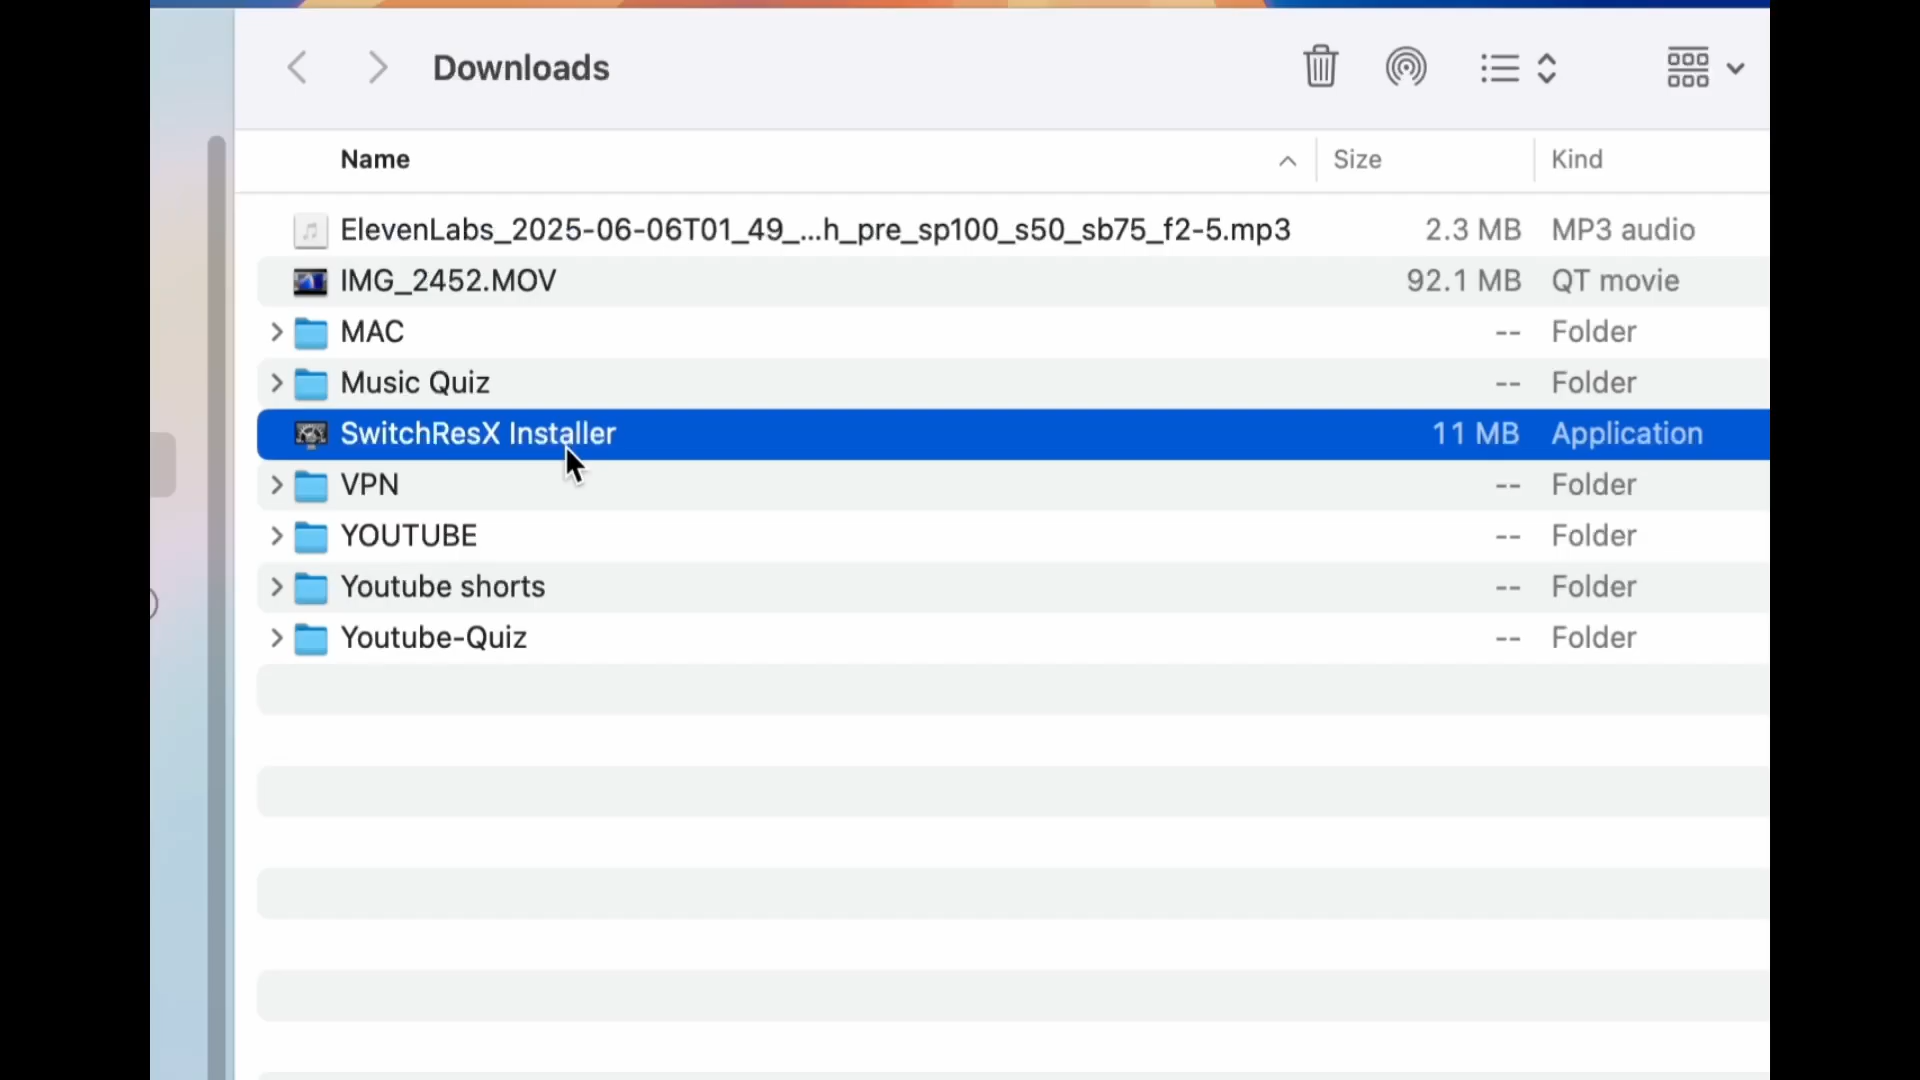 Downloads
Name Size Kind
ElevenLabs_2025-06-06T01_49_...h_pre_sp100_s50_sb75_f2-5.mp3 2.3 MB MP3 audio
IMG_2452.MOV 92.1 MB QT movie
MAC -- Folder
Music Quiz -- Folder
SwitchResX Installer 11 MB Application
VPN -- Folder
YOUTUBE -- Folder
Youtube shorts -- Folder
Youtube-Quiz -- Folder